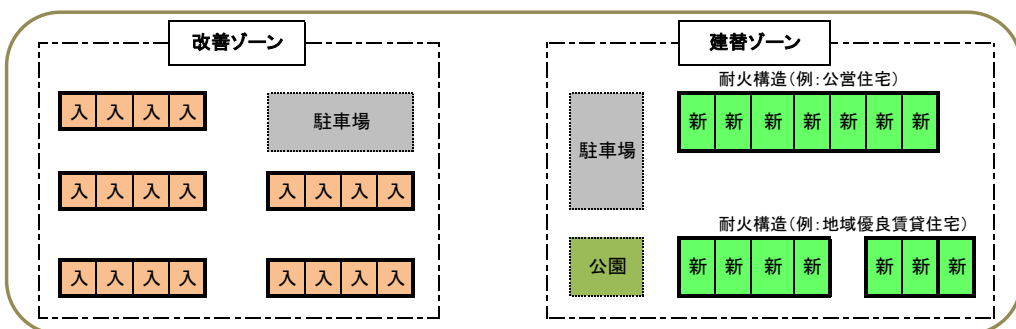 改善ゾーン
入 入 入 入
駐車場
入 入 入 入
入 入 入 入
入 入 入 入
入 入 入 入
建替ゾーン
耐火構造(例:公営住宅)
駐車場
新 新 新 新 新 新 新
耐火構造(例:地域優良賃貸住宅)
公園
新 新 新 新
新 新 新